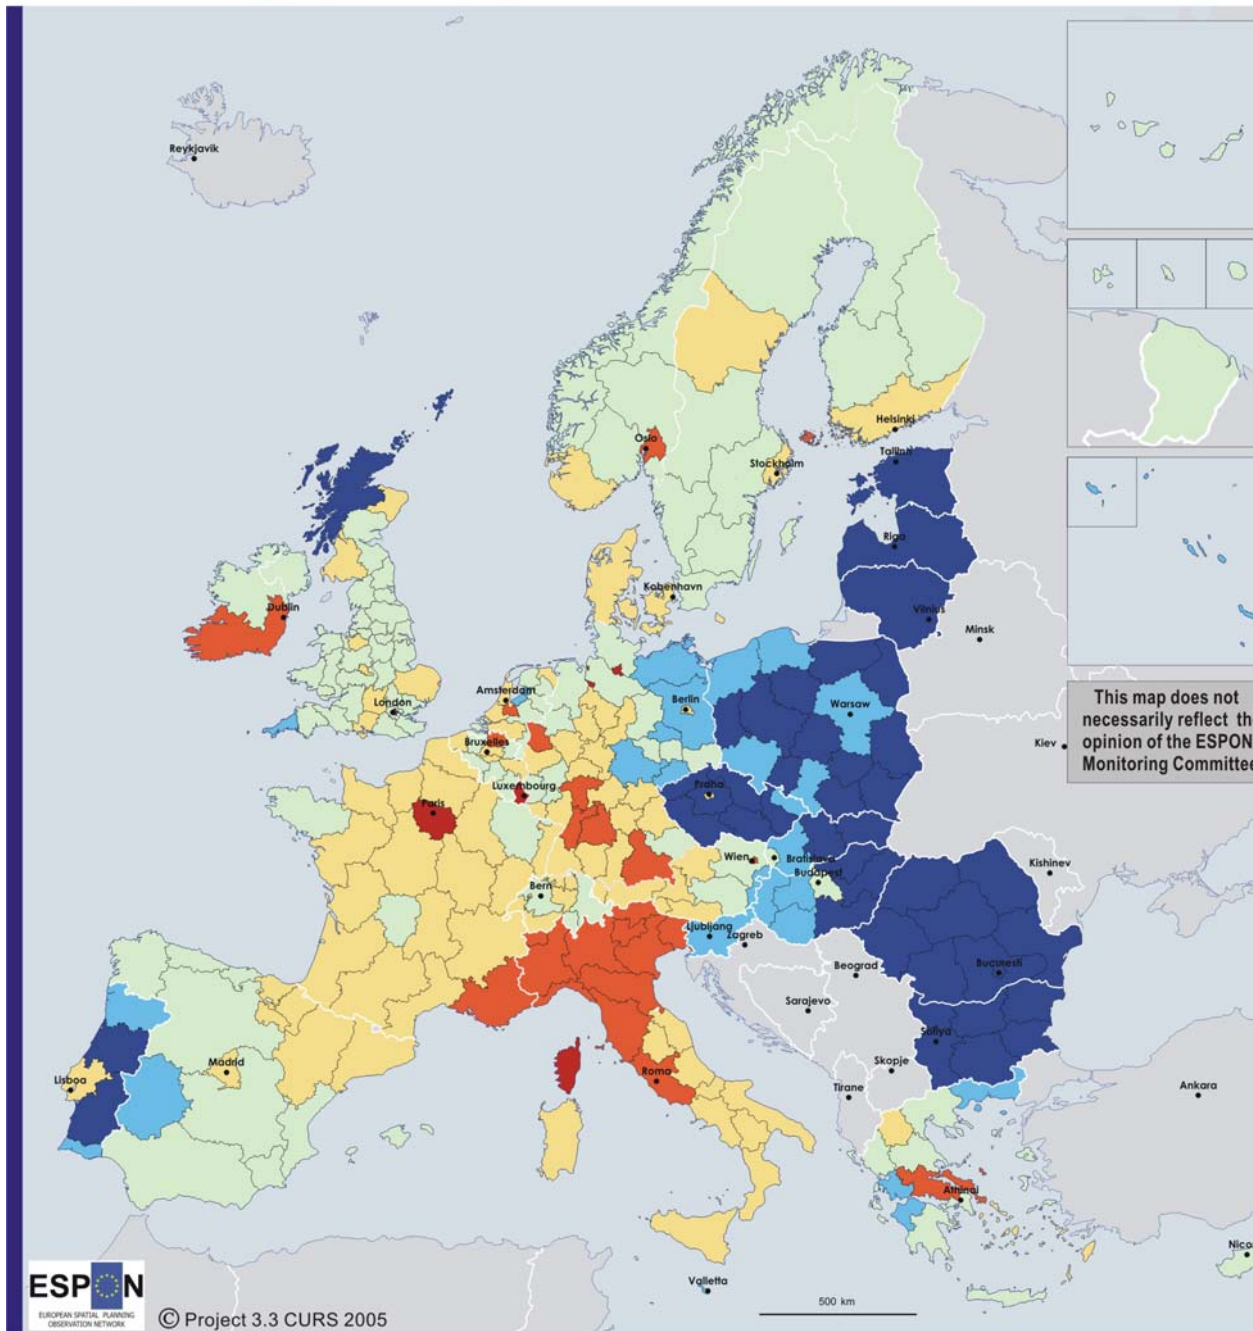 Reykjavik
Oslo
Helsinki
Stockholm
Tallinn
Riga
Dublin
Kobenhavn
Vilnius
Minsk
Amsterdam
London
Berlin
Warsaw
This map does not
necessarily reflect th
opinion of the ESPON
Monitoring Committe
Kiev
Bruxelles
Luxembourg
Praha
Paris
Wien
Bratislava
Budapest
Kishinev
Bern
Ljubljana
Zagreb
Beograd
Bucuresti
Sarajevo
Sofiya
Skopje
Madrid
Lisboa
Roma
Tirane
Ankara
Athinai
Nico
Valletta
500 km
ESPON
EUROPEAN SPATIAL PLANNING
OBSERVATION NETWORK
© Project 3.3 CURS 2005